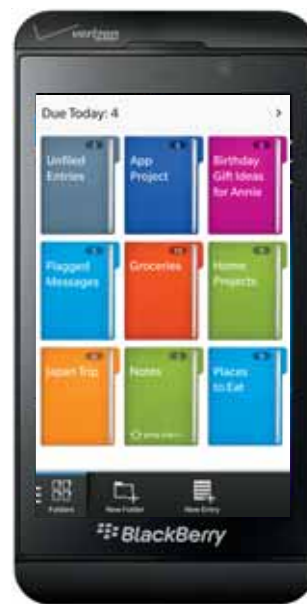 verizon
Due Today: 4 >
Unfiled
Entries
App
Project
Birthday
Gift Ideas
for Annie
Flagged
Messages
Groceries
Home
Projects
Japan Trip
Notes
Places
to Eat
Folders
New Folder
New Entry
BlackBerry